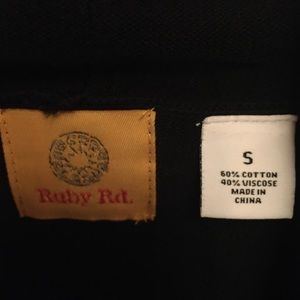 Ruby Rd.
S
60% COTTON
40% VISCOSE
MADE IN
CHINA